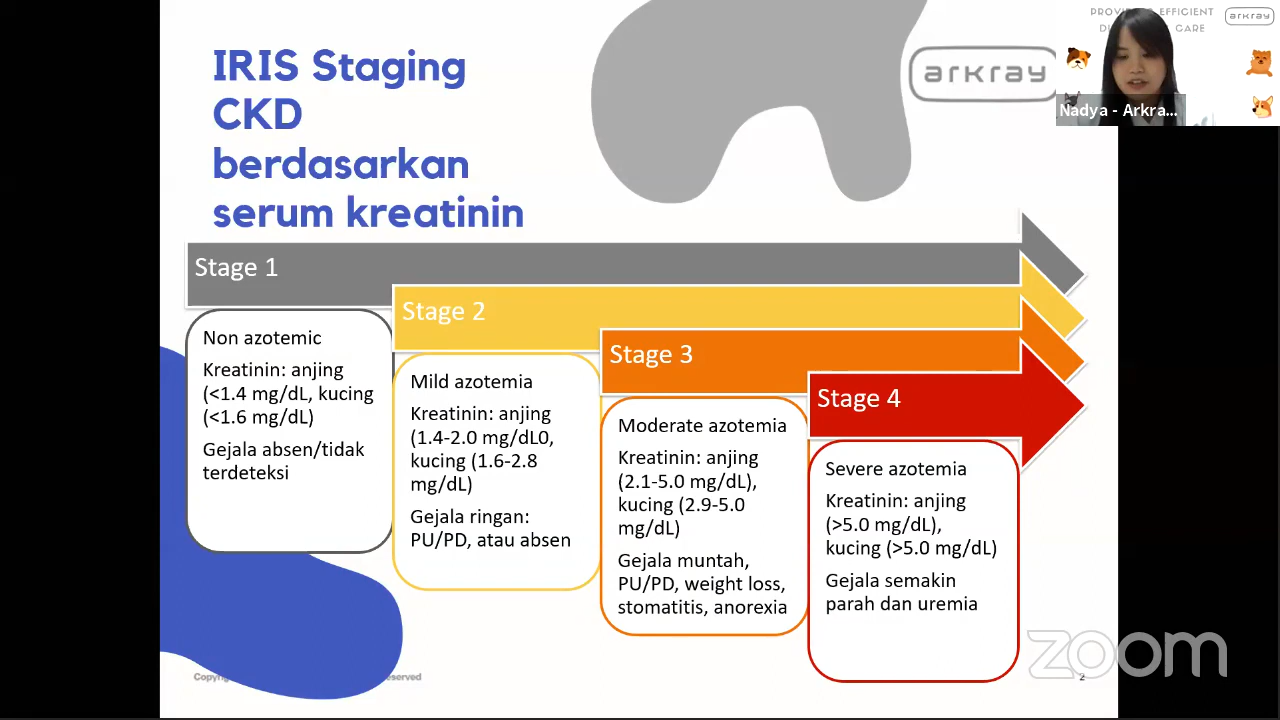 IRIS Staging
CKD
berdasarkan
serum kreatinin
arkray
EFFICIENT
CARE
arkray
Nadya - Arkra...
Stage 1
Non azotemic
Kreatinin: anjing
(<1.4 mg/dL, kucing
(<1.6 mg/dL)
Gejala absen/tidak
terdeteksi
Stage 2
Mild azotemia
Kreatinin: anjing
(1.4-2.0 mg/dL0,
kucing (1.6-2.8
mg/dL)
Gejala ringan:
PU/PD, atau absen
Stage 3
Moderate azotemia
Kreatinin: anjing
(2.1-5.0 mg/dL),
kucing (2.9-5.0
mg/dL)
Gejala muntah,
PU/PD, weight loss,
stomatitis, anorexia
Stage 4
Severe azotemia
Kreatinin: anjing
(>5.0 mg/dL),
kucing (>5.0 mg/dL)
Gejala semakin
parah dan uremia
zoom
2